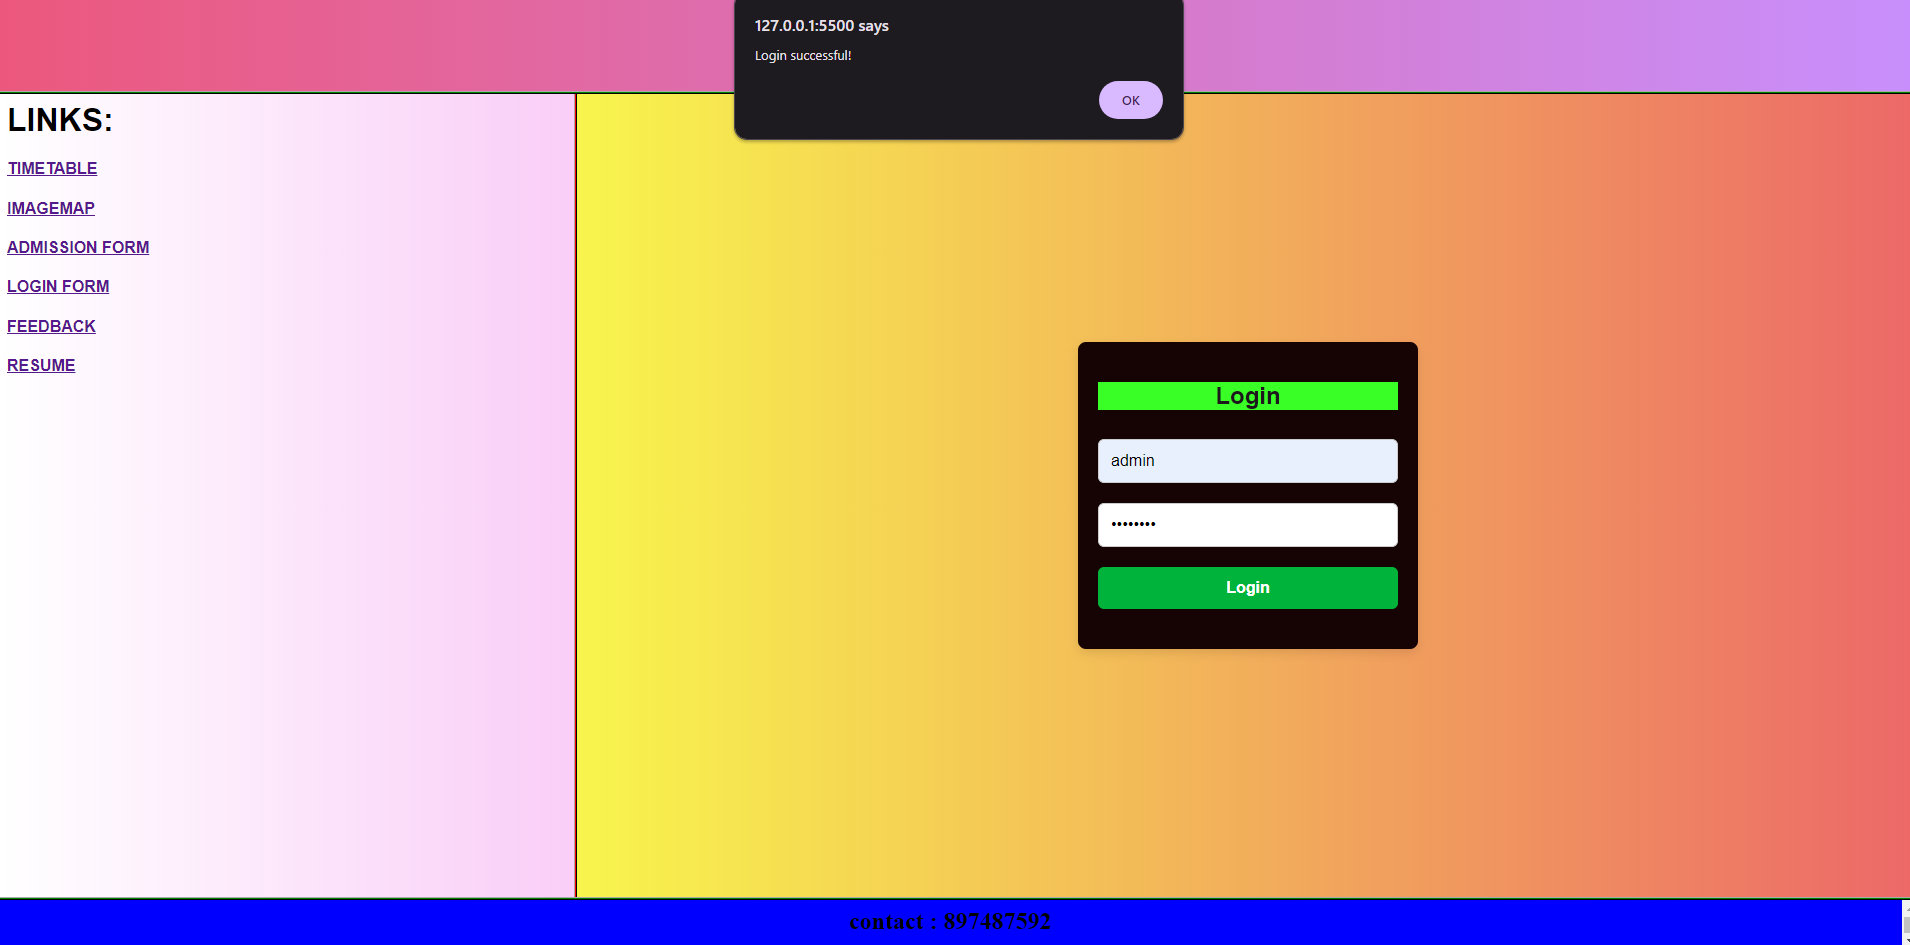 127.0.0.1:5500 says
Login successful!
OK
LINKS:
TIMETABLE
IMAGEMAP
ADMISSION FORM
LOGIN FORM
FEEDBACK
RESUME
Login
admin
••••••••
Login
contact : 897487592